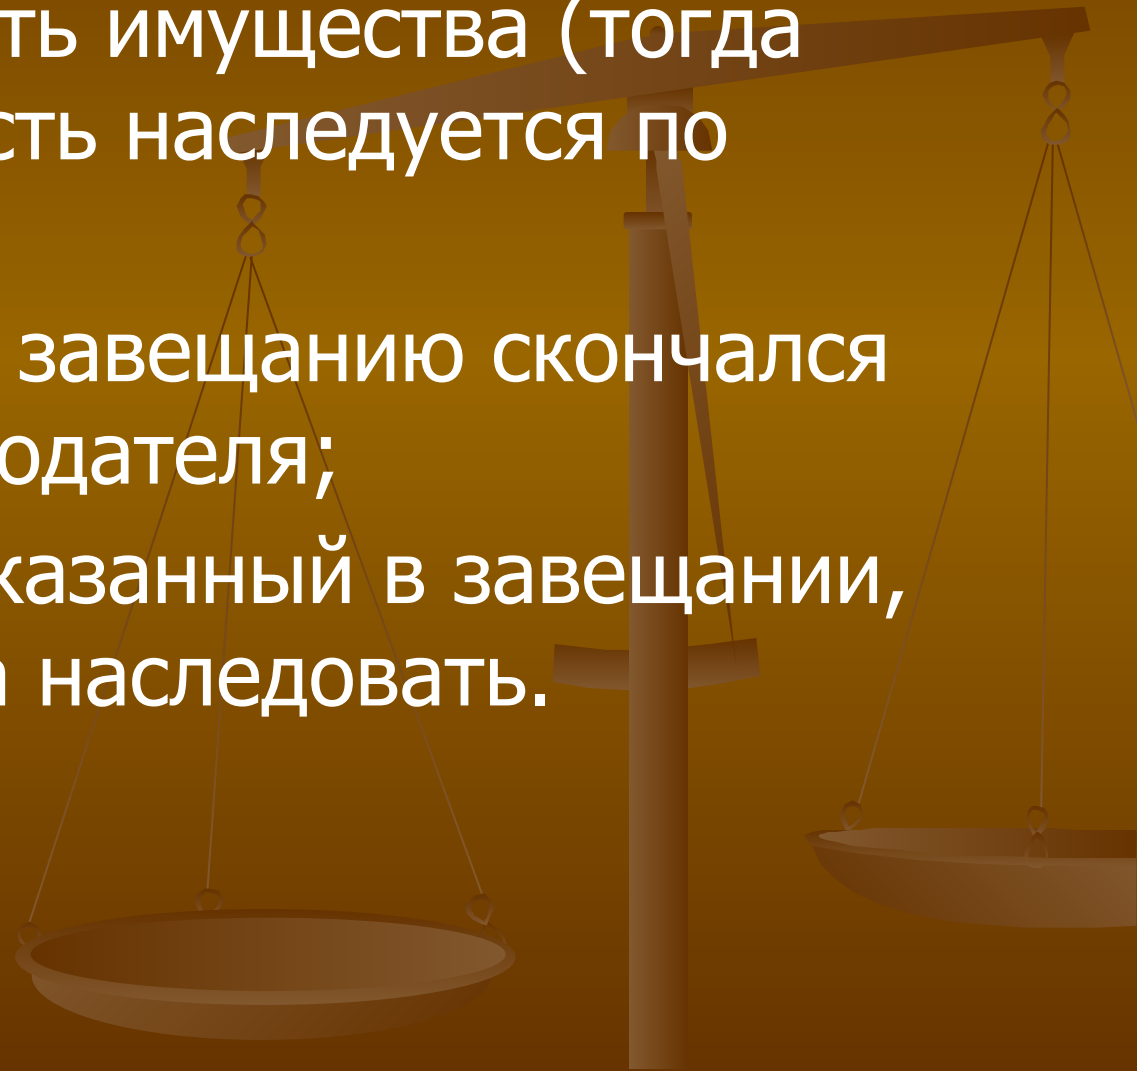 ть имущества (тогда
сть наследуется по
завещанию скончался
одателя;
казанный в завещании,
наследовать.